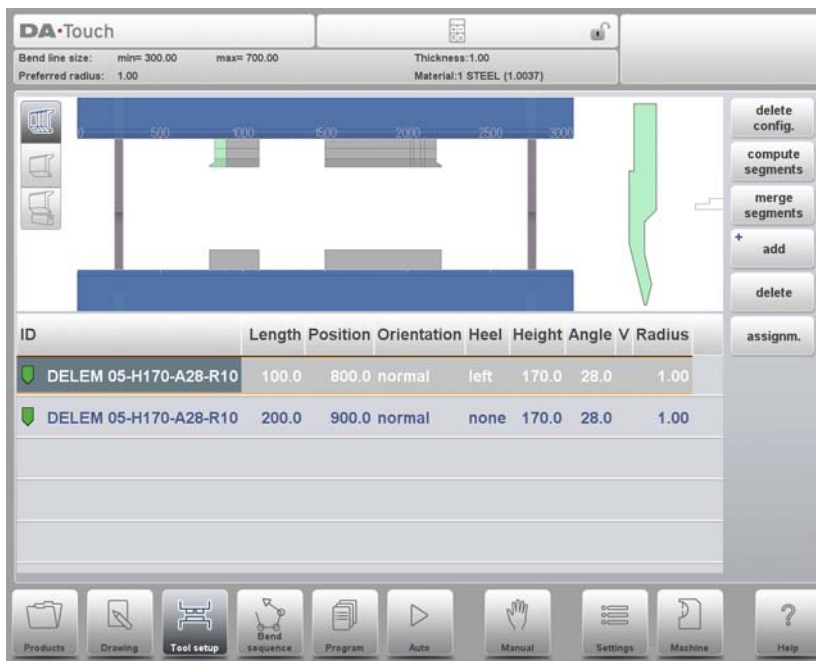 DA·Touch
Bend line size: min= 300.00 max= 700.00 Thickness:1.00
Preferred radius: 1.00 Material:1 STEEL (1.0037)
0 500 1000 1500 2000 2500 3000
delete config.
compute segments
merge segments
+ add
delete
assignm.
ID Length Position Orientation Heel Height Angle V Radius
DELEM 05-H170-A28-R10 100.0 800.0 normal left 170.0 28.0 1.00
DELEM 05-H170-A28-R10 200.0 900.0 normal none 170.0 28.0 1.00
Products Drawing Tool setup Bend sequence Program Auto Manual Settings Machine Help